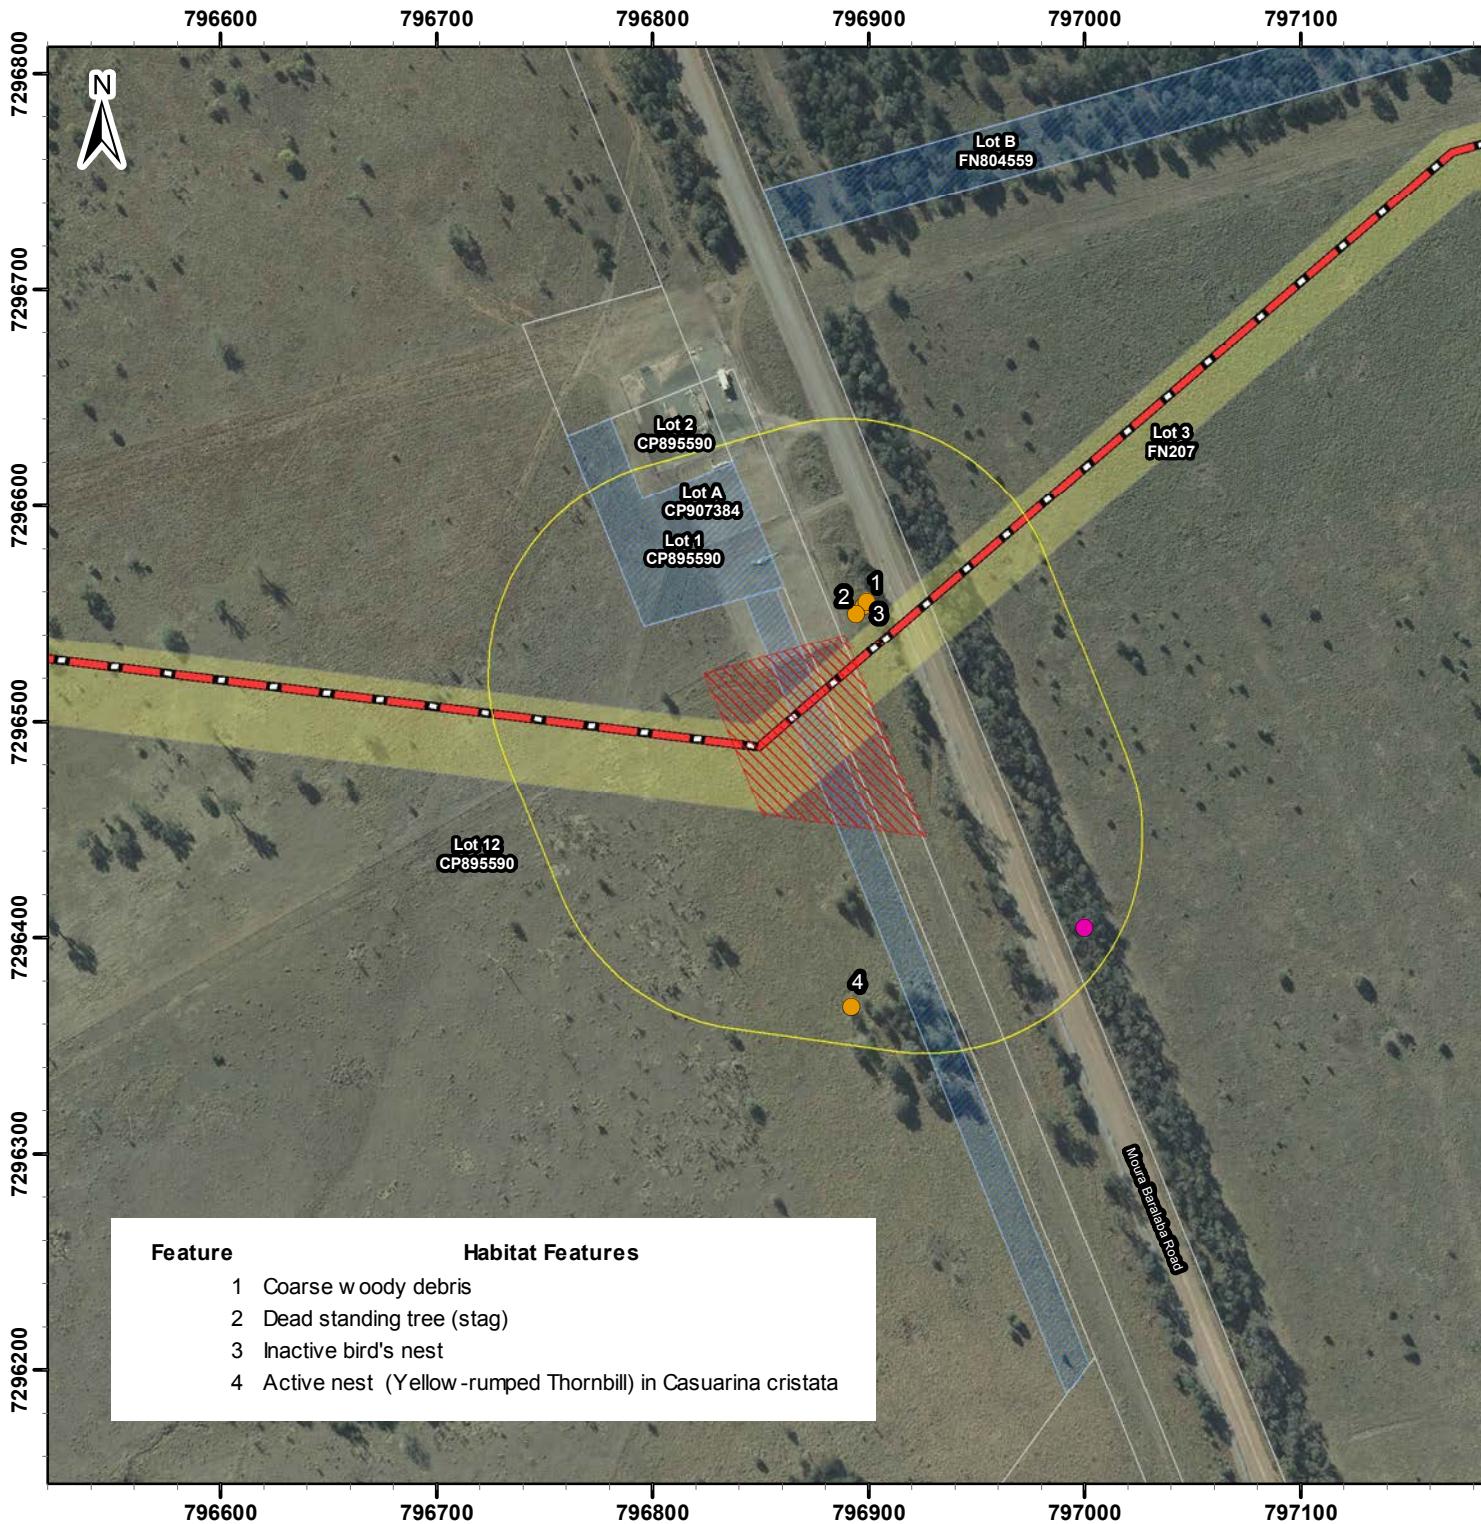 796600 796700 796800 796900 797000 797100
7296800
N
Lot B
FN804559
7296700
Lot 2
CP895590
Lot 3
FN207
7296600
Lot A
CP907384
Lot 1
CP895590
1
2
3
7296500
Lot 12
CP895590
7296400
4
7296300
Moura Baralaba Road
Feature Habitat Features
1 Coarse woody debris
2 Dead standing tree (stag)
3 Inactive bird's nest
4 Active nest (Yellow-rumped Thornbill) in Casuarina cristata
7296200
796600 796700 796800 796900 797000 797100